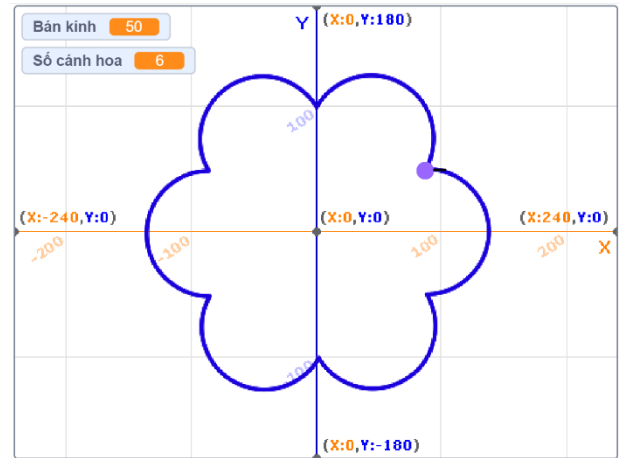 Bán kính 50
Số cánh hoa 6
Y (X:0,Y:180)
100
(X:-240,Y:0) (X:0,Y:0) (X:240,Y:0)
-200 -100 100 200 X
100
(X:0,Y:-180)